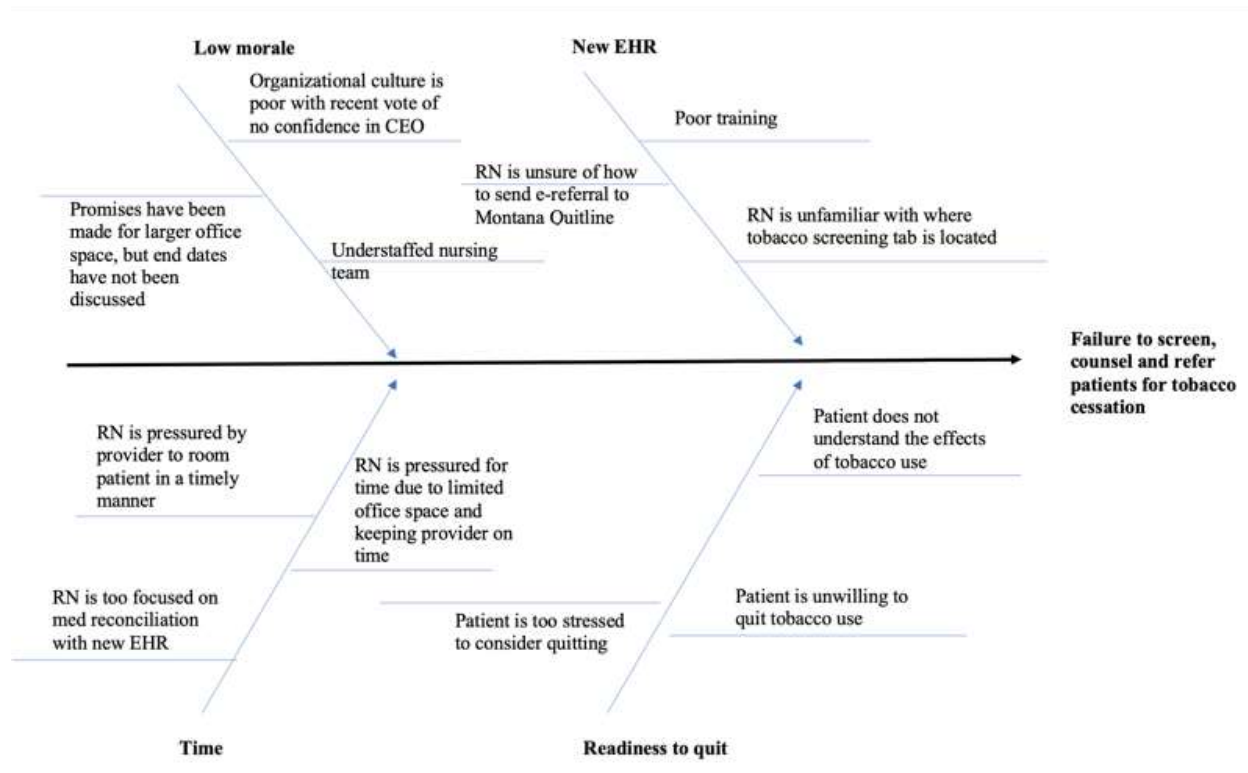 Low morale
New EHR
Organizational culture is
poor with recent vote of
no confidence in CEO
Poor training
RN is unsure of how
to send e-referral to
Montana Quitline
Promises have been
made for larger office
space, but end dates
have not been
discussed
RN is unfamiliar with where
tobacco screening tab is located
Understaffed nursing
team
Failure to screen,
counsel and refer
patients for tobacco
cessation
RN is pressured by
provider to room
patient in a timely
manner
RN is pressured for
time due to limited
office space and
keeping provider on
time
Patient does not
understand the effects
of tobacco use
RN is too focused on
med reconciliation
with new EHR
Patient is too stressed
to consider quitting
Patient is unwilling to
quit tobacco use
Time
Readiness to quit